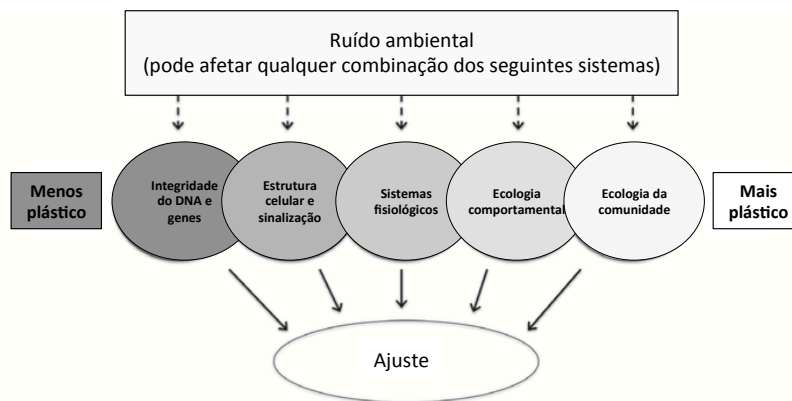 Ruído ambiental
(pode afetar qualquer combinação dos seguintes sistemas)
Menos
plástico
Integridade
do DNA e
genes
Estrutura
celular e
sinalização
Sistemas
fisiológicos
Ecologia
comportamental
Ecologia da
comunidade
Mais
plástico
Ajuste